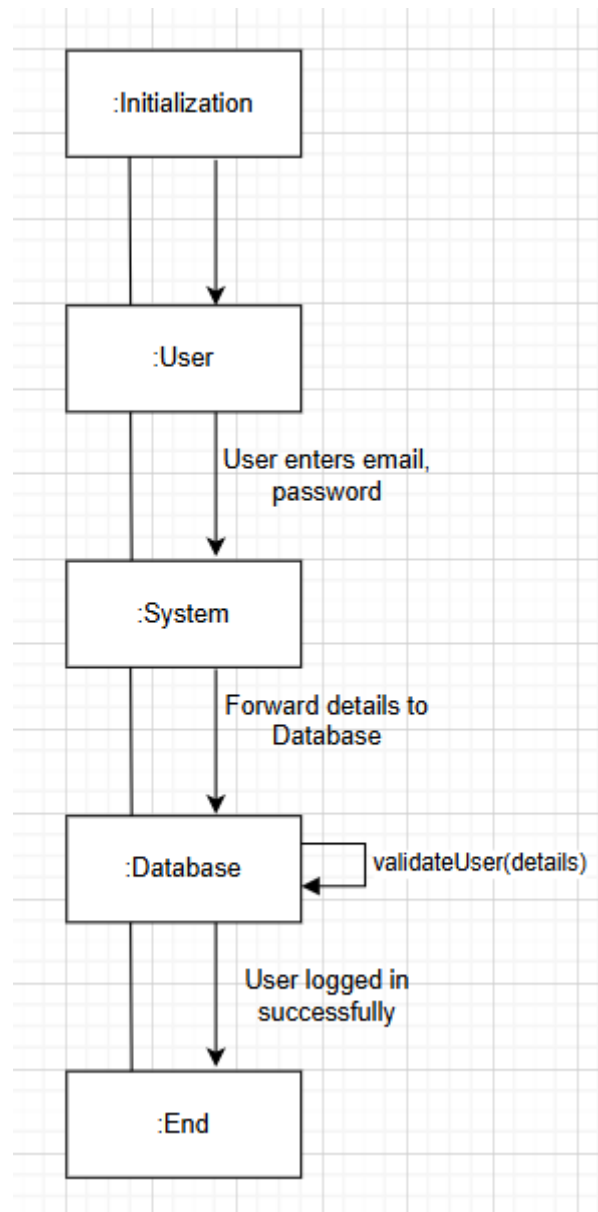 :Initialization
:User
User enters email,
password
:System
Forward details to
Database
:Database
validateUser(details)
User logged in
successfully
:End